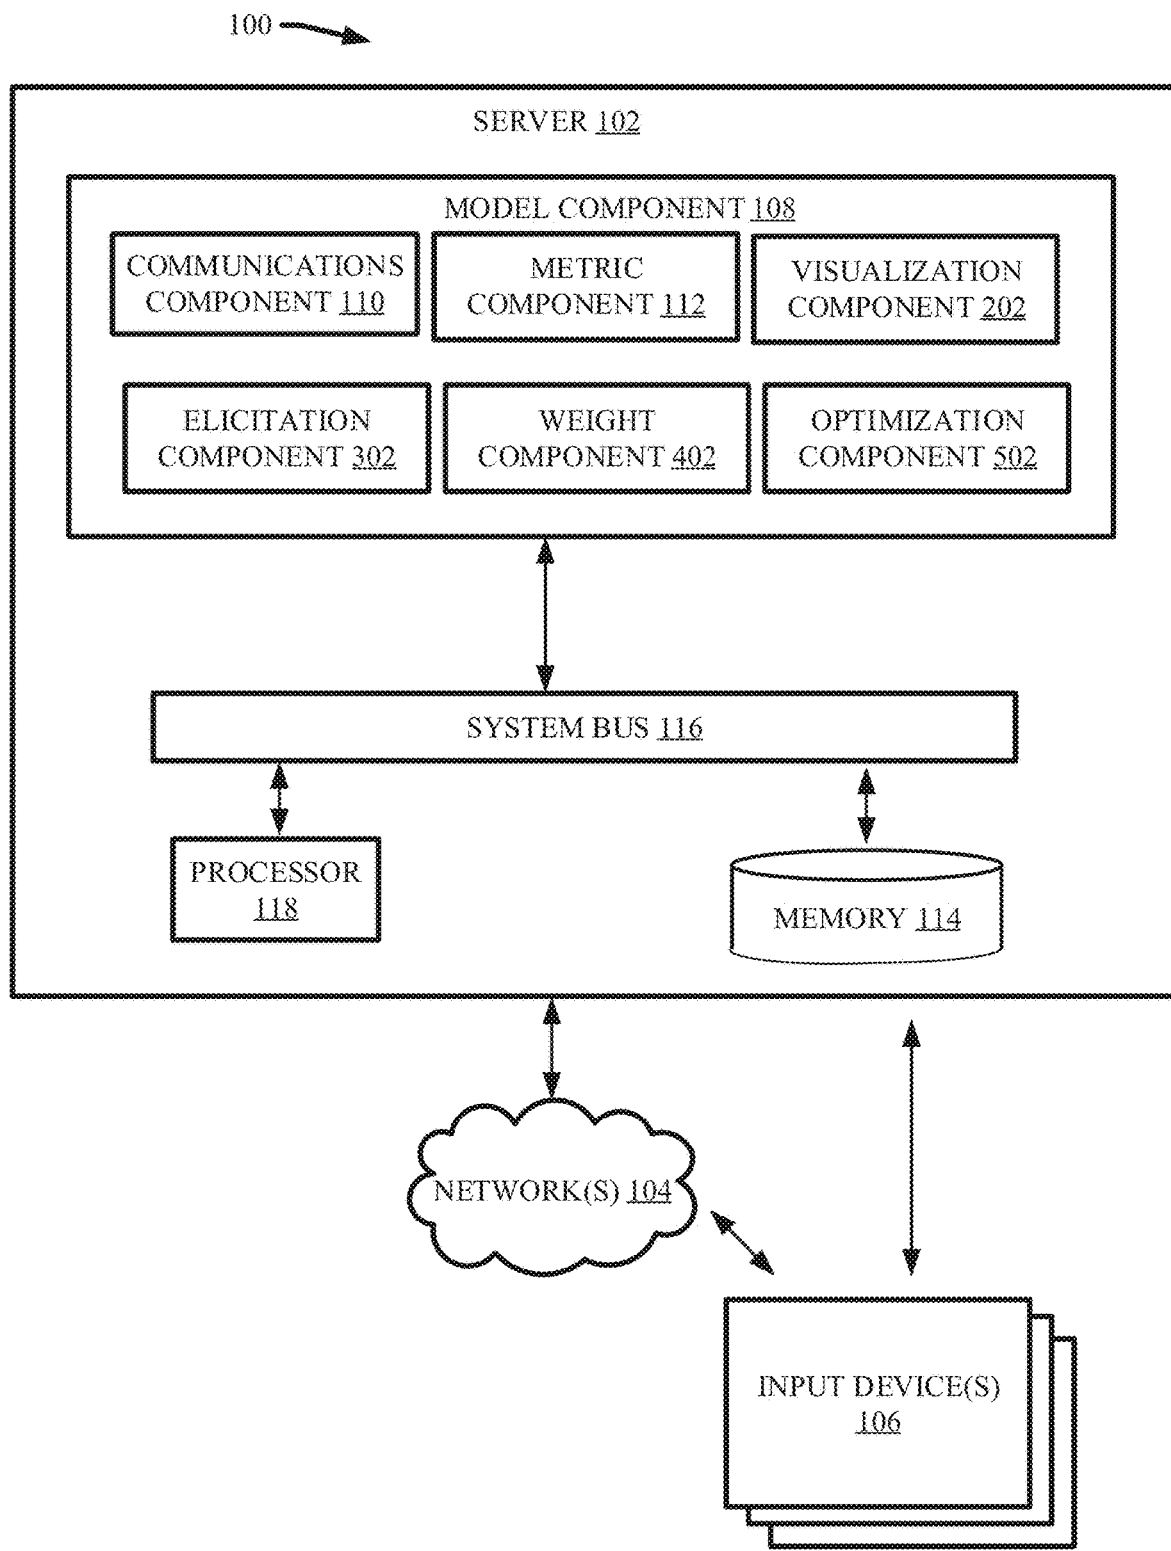 100
SERVER 102
MODEL COMPONENT 108
COMMUNICATIONS
COMPONENT 110
METRIC
COMPONENT 112
VISUALIZATION
COMPONENT 202
ELICITATION
COMPONENT 302
WEIGHT
COMPONENT 402
OPTIMIZATION
COMPONENT 502
SYSTEM BUS 116
PROCESSOR
118
MEMORY 114
NETWORK(S) 104
INPUT DEVICE(S)
106